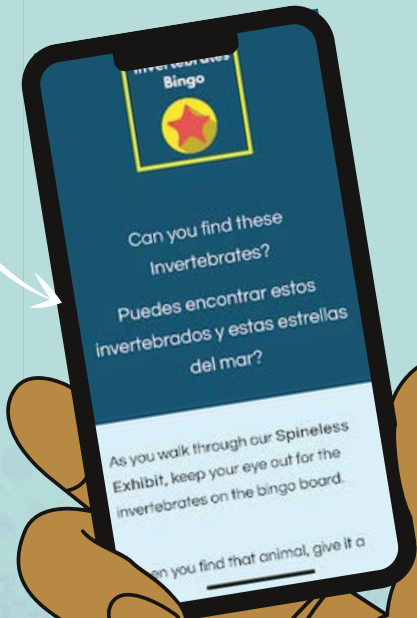 Invertebrates
Bingo
Can you find these
Invertebrates?
Puedes encontrar estos
invertebrados y estas estrellas
del mar?
As you walk through our Spineless
Exhibit, keep your eye out for the
invertebrates on the bingo board.
you find that animal, give it a